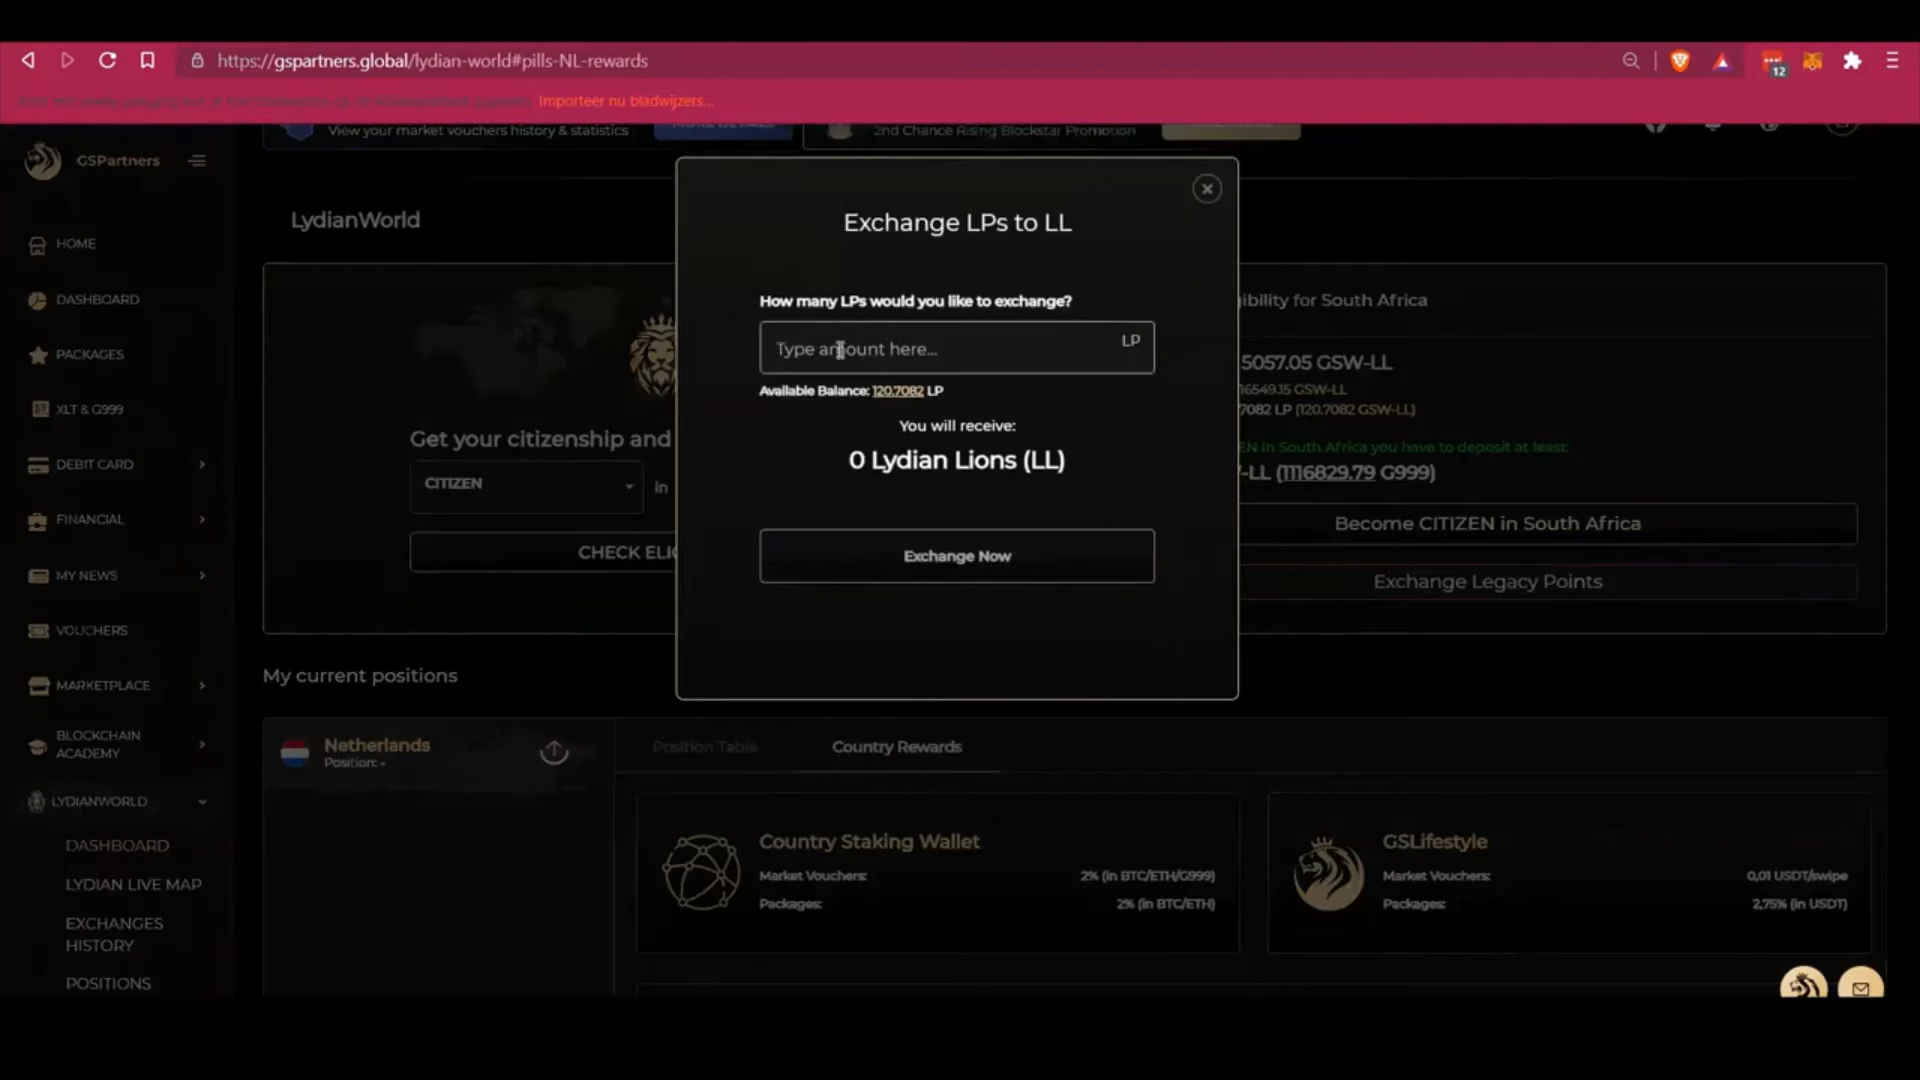 https://gspartners.global/lydian-world#pills-NL-rewards
12
Importeer nu bladwijzers...
View your market vouchers history & statistics
2nd Chance Rising Blockstar Promotion
GSPartners
HOME
DASHBOARD
PACKAGES
XLT & G999
DEBIT CARD
FINANCIAL
MY NEWS
VOUCHERS
MARKETPLACE
BLOCKCHAIN
ACADEMY
LYDIANWORLD
DASHBOARD
LYDIAN LIVE MAP
EXCHANGES
HISTORY
POSITIONS
LydianWorld
Get your citizenship and
CITIZEN
In
CHECK ELIG
Exchange LPs to LL
How many LPs would you like to exchange?
Type amount here...
LP
Available Balance: 120.7082 LP
You will receive:
0 Lydian Lions (LL)
Exchange Now
ibility for South Africa
5057.05 GSW-LL
16549.15 GSW-LL
7082 LP (120.7082 GSW-LL)
EN in South Africa you have to deposit at least:
-LL (1116829.79 G999)
Become CITIZEN in South Africa
Exchange Legacy Points
My current positions
Netherlands
Position: -
Position Table
Country Rewards
Country Staking Wallet
Market Vouchers: 2% (in BTC/ETH/G999)
Packages: 2% (in BTC/ETH)
GSLifestyle
Market Vouchers: 0,01 USDT/swipe
Packages: 2,75% (in USDT)